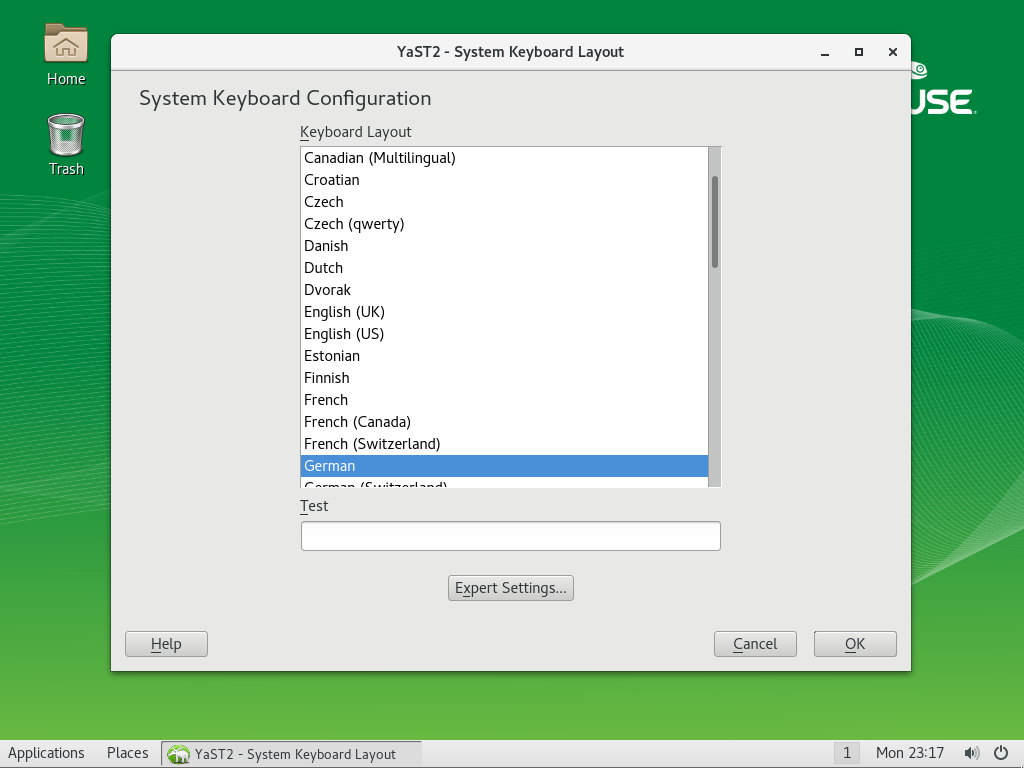 Home
Trash
YaST2 - System Keyboard Layout
USE
System Keyboard Configuration
Keyboard Layout
Canadian (Multilingual)
Croatian
Czech
Czech (qwerty)
Danish
Dutch
Dvorak
English (UK)
English (US)
Estonian
Finnish
French
French (Canada)
French (Switzerland)
German
German (Switzerland)
Test
Expert Settings...
Help
Cancel
OK
Applications
Places
YaST2 - System Keyboard Layout
1
Mon 23:17